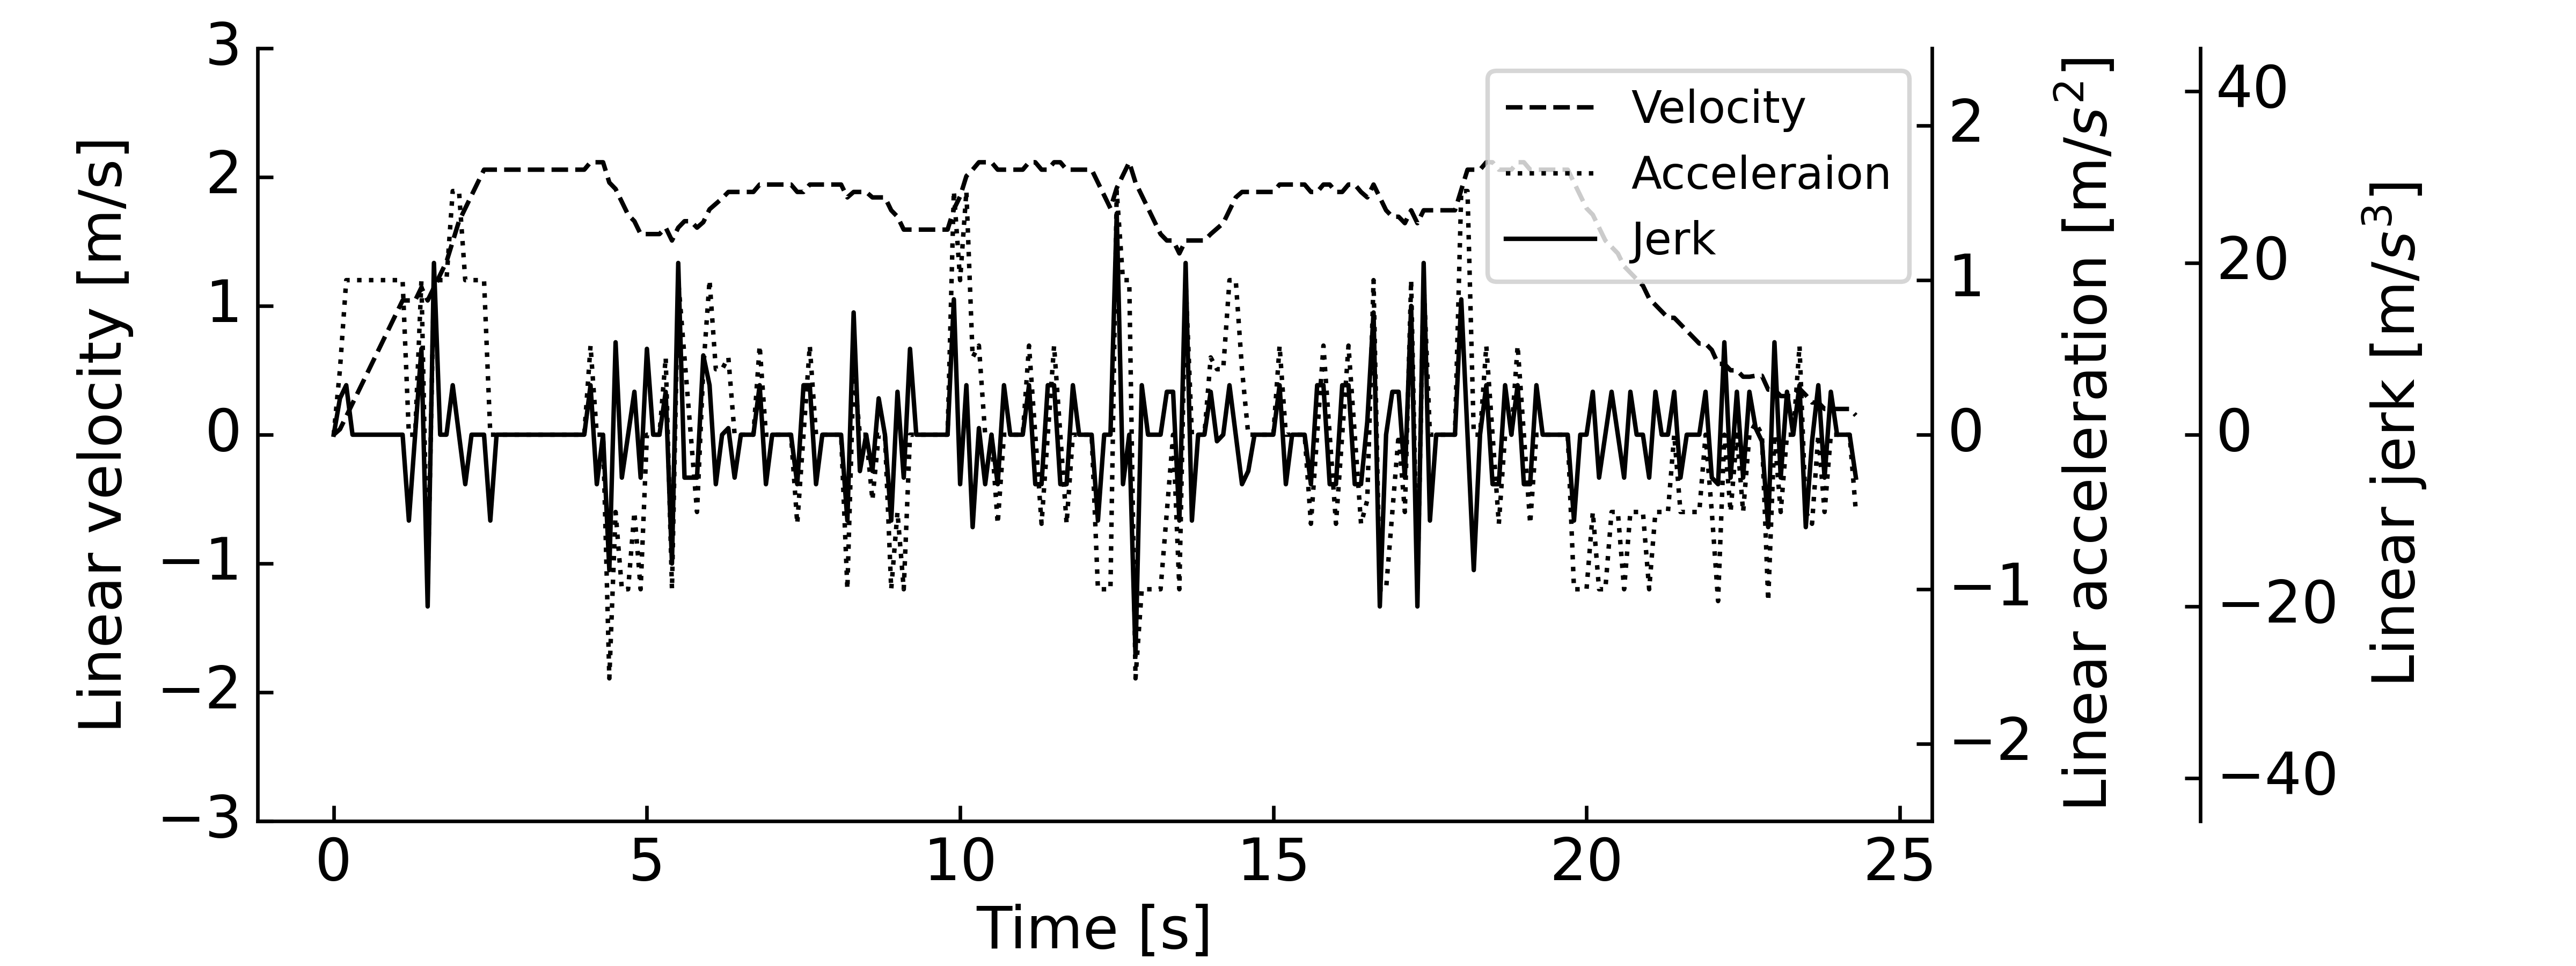 Linear velocity [m/s]
3
2
1
0
−1
−2
−3
0 5 10 15 20 25
Time [s]
Velocity
Acceleraion
Jerk
2
1
0
−1
−2
Linear acceleration [m/s²]
40
20
0
−20
−40
Linear jerk [m/s³]